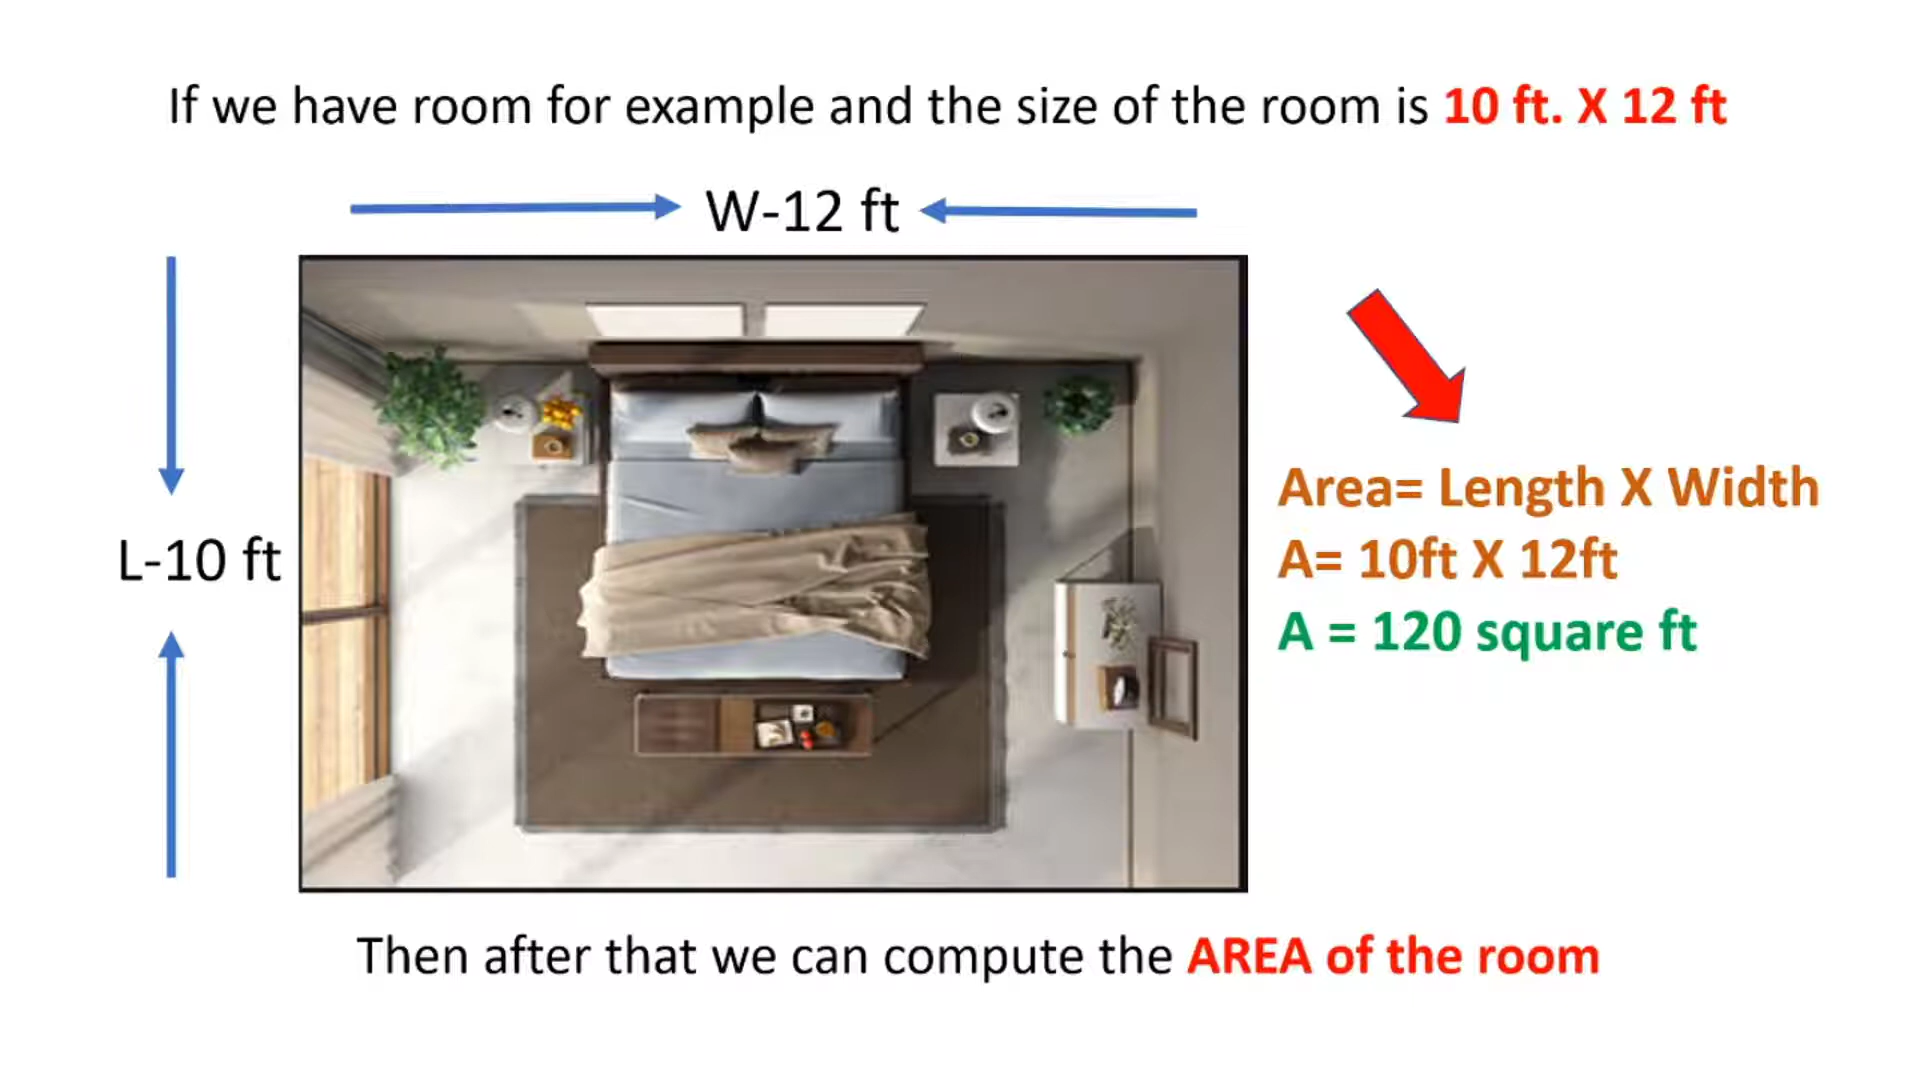 If we have room for example and the size of the room is 10 ft. X 12 ft
W-12 ft
L-10 ft
Area= Length X Width
A= 10ft X 12ft
A = 120 square ft
Then after that we can compute the AREA of the room